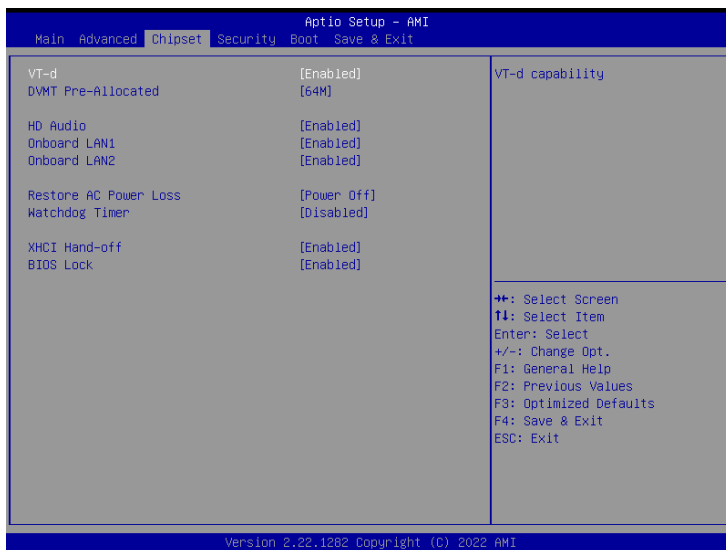 Aptio Setup – AMI
Main Advanced Chipset Security Boot Save & Exit
VT-d [Enabled]
DVMT Pre-Allocated [64M]
HD Audio [Enabled]
Onboard LAN1 [Enabled]
Onboard LAN2 [Enabled]
Restore AC Power Loss [Power Off]
Watchdog Timer [Disabled]
XHCI Hand-off [Enabled]
BIOS Lock [Enabled]
VT-d capability
→←: Select Screen
↑↓: Select Item
Enter: Select
+/-: Change Opt.
F1: General Help
F2: Previous Values
F3: Optimized Defaults
F4: Save & Exit
ESC: Exit
Version 2.22.1282 Copyright (C) 2022 AMI